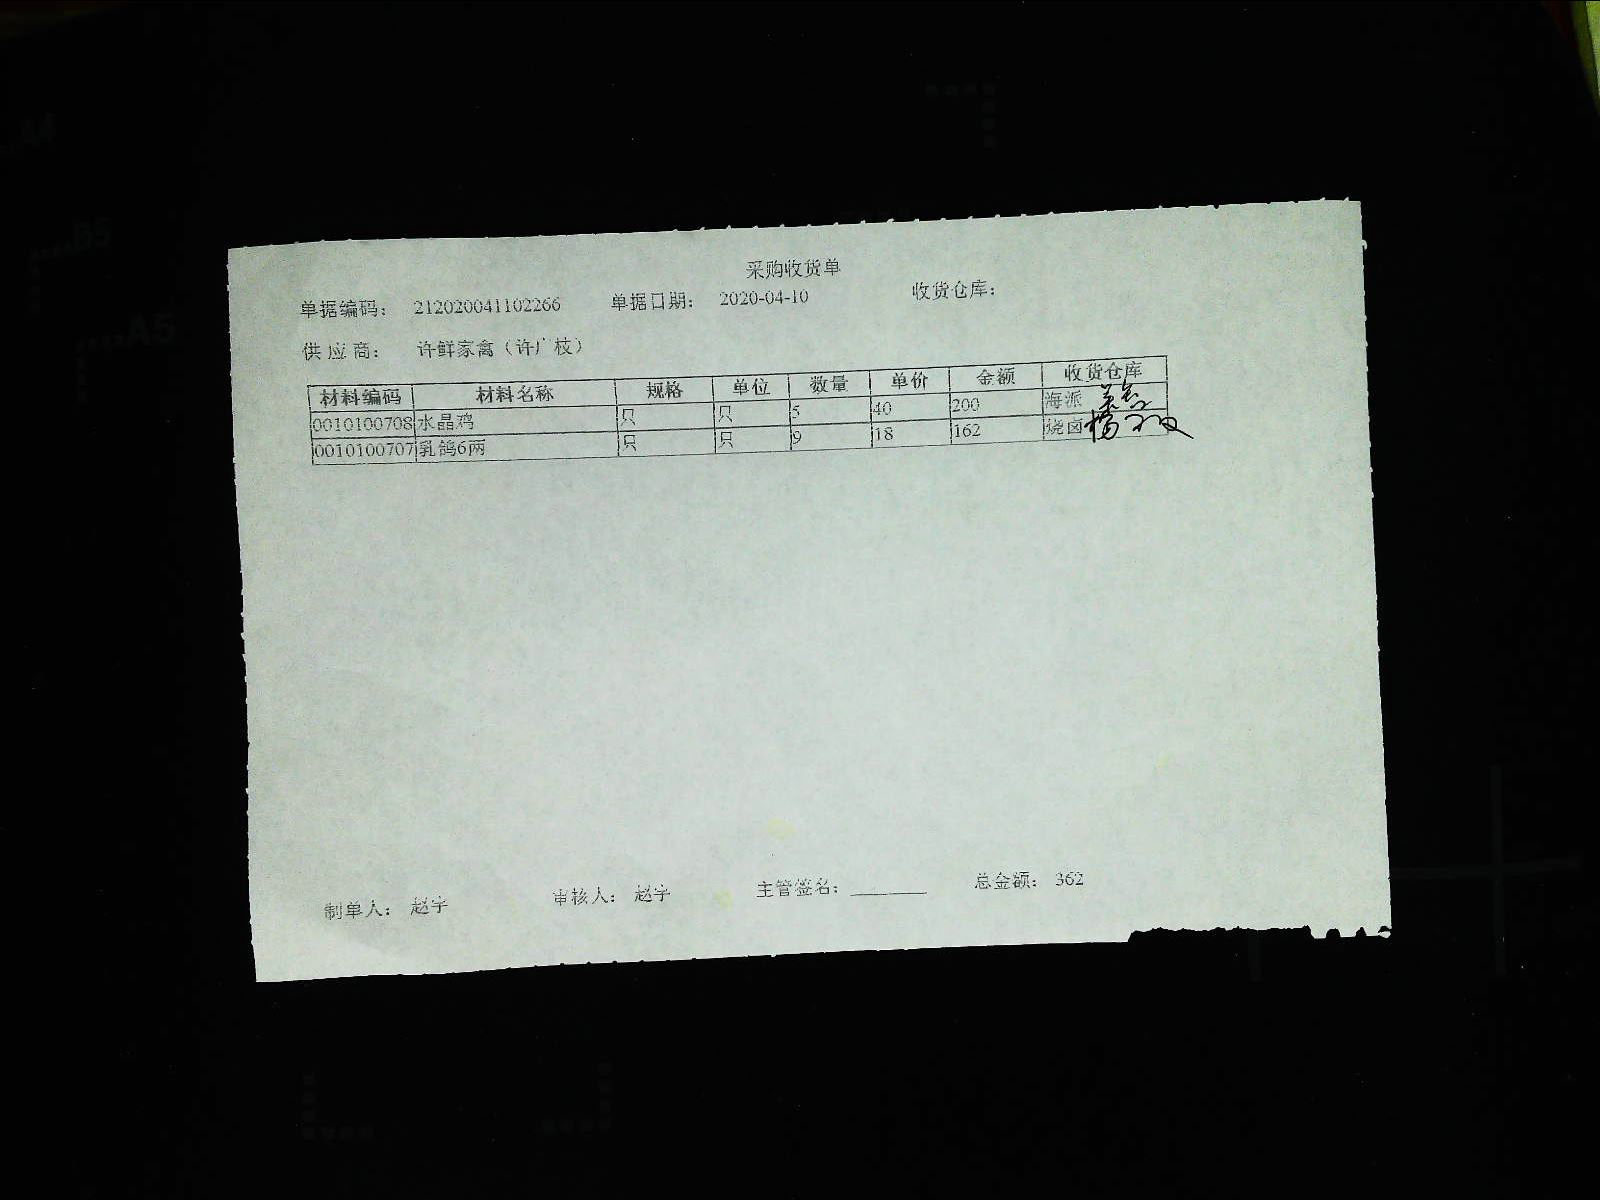 采购收货单
单据编码： 212020041102266 单据日期： 2020-04-10 收货仓库：
供应商： 许鲜家禽（许广枝）
材料编码 材料名称 规格 单位 数量 单价 金额 收货仓库
0010100708 水晶鸡 只 只 5 40 200 海派
0010100707 乳鸽6两 只 只 9 18 162 烧卤
制单人： 赵宇 审核人： 赵宇 主管签名：________ 总金额： 362
A4
B5
A5